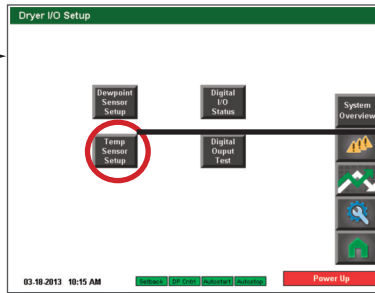 Dryer I/O Setup
Dewpoint
Sensor
Setup
Digital
I/O
Status
System
Overview
Temp
Sensor
Setup
Digital
Ouput
Test
03-18-2013 10:15 AM
Setback DP Cntrl Autostart Autostop
Power Up